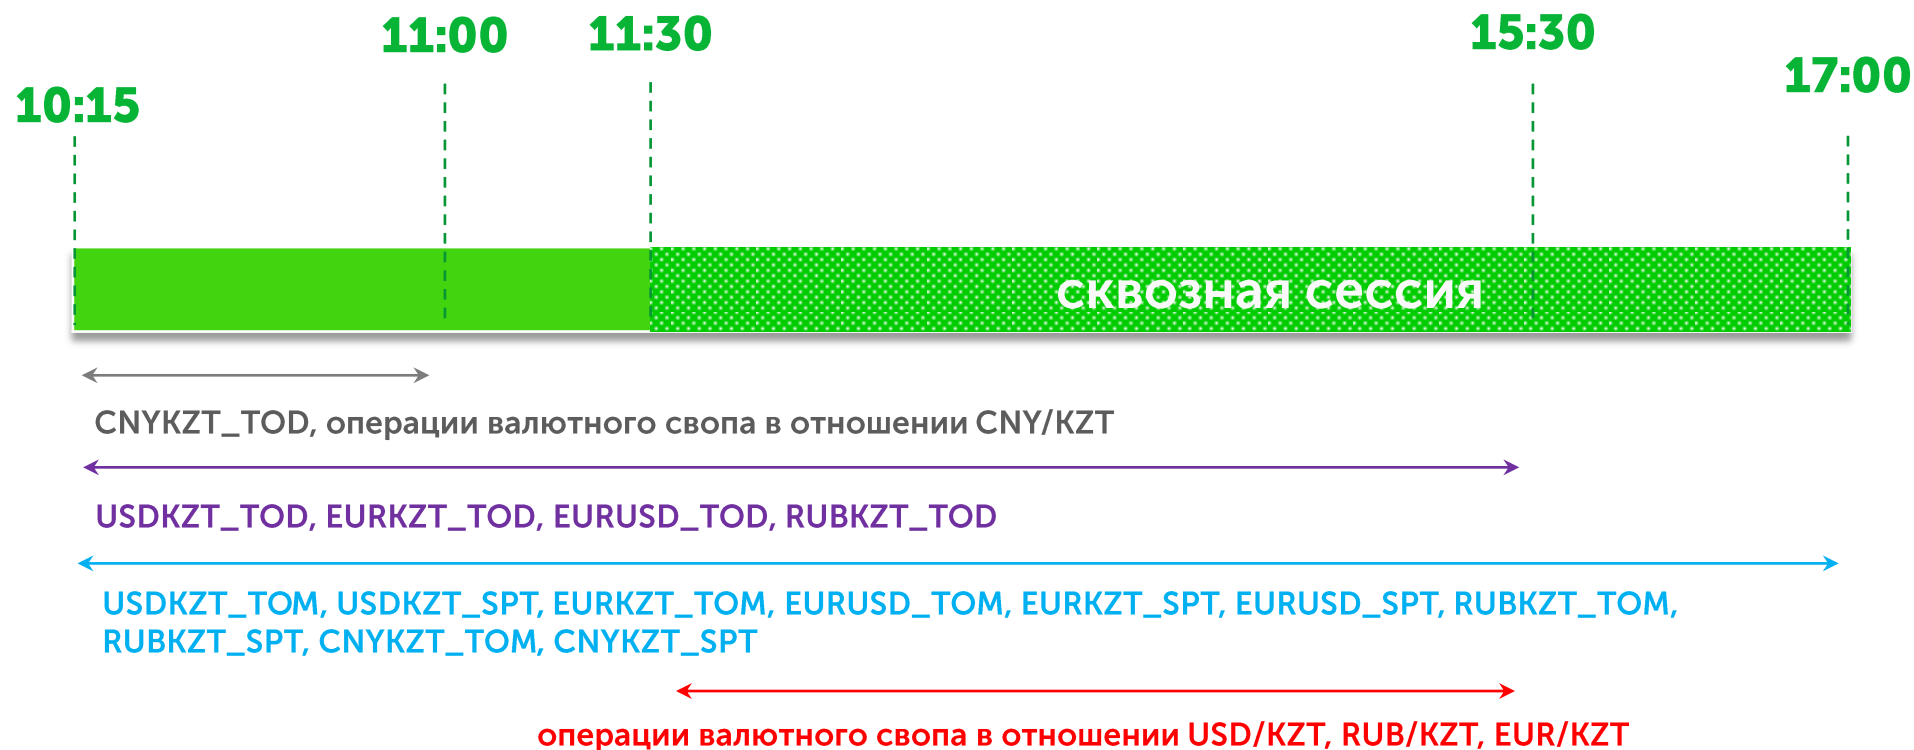 10:15
11:00
11:30
15:30
17:00
сквозная сессия
CNYKZT_TOD, операции валютного свопа в отношении CNY/KZT
USDKZT_TOD, EURKZT_TOD, EURUSD_TOD, RUBKZT_TOD
USDKZT_TOM, USDKZT_SPT, EURKZT_TOM, EURUSD_TOM, EURKZT_SPT, EURUSD_SPT, RUBKZT_TOM,
RUBKZT_SPT, CNYKZT_TOM, CNYKZT_SPT
операции валютного свопа в отношении USD/KZT, RUB/KZT, EUR/KZT